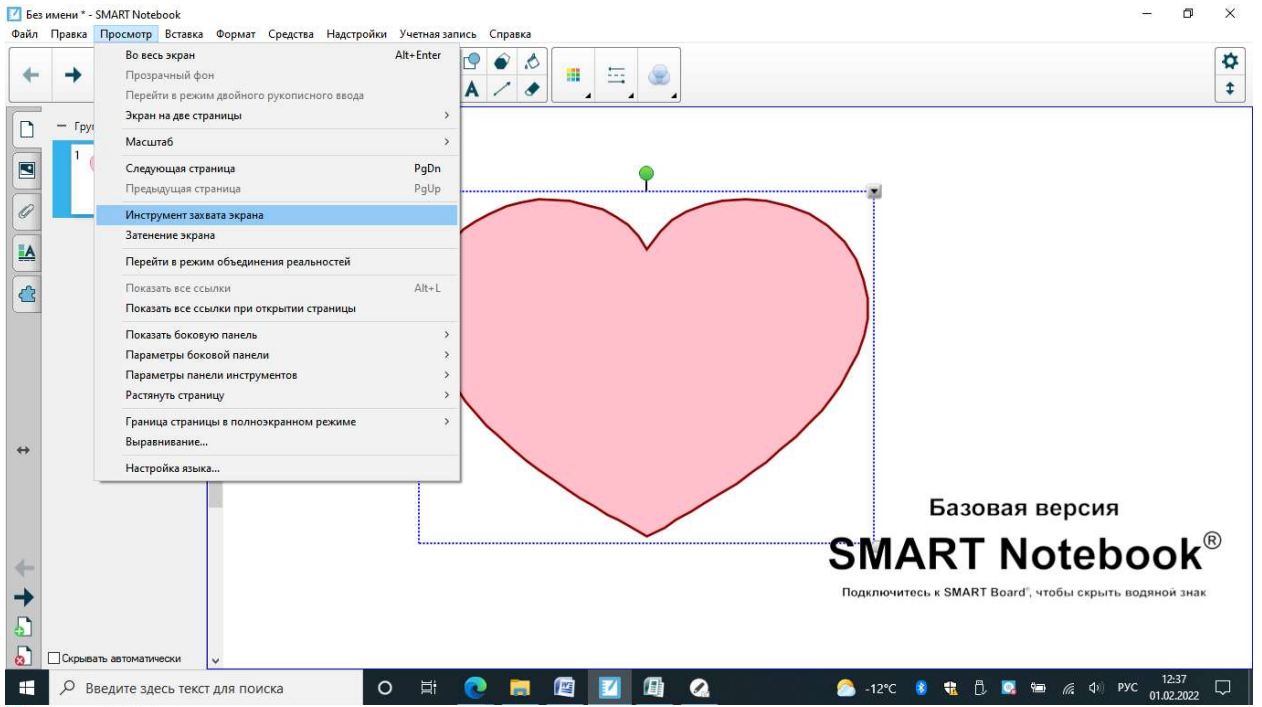 Без имени * - SMART Notebook
Файл Правка Просмотр Вставка Формат Средства Надстройки Учетная запись Справка
Во весь экран Alt+Enter
Прозрачный фон
Перейти в режим двойного рукописного ввода
Экран на две страницы
Масштаб
Следующая страница PgDn
Предыдущая страница PgUp
Инструмент захвата экрана
Затенение экрана
Перейти в режим объединения реальностей
Показать все ссылки Alt+L
Показать все ссылки при открытии страницы
Показать боковую панель
Параметры боковой панели
Параметры панели инструментов
Растянуть страницу
Граница страницы в полноэкранном режиме
Выравнивание...
Настройка языка...
1
Базовая версия
SMART Notebook®
Подключитесь к SMART Board®, чтобы скрыть водяной знак
Скрывать автоматически
Введите здесь текст для поиска
-12°C
РУС
12:37
01.02.2022